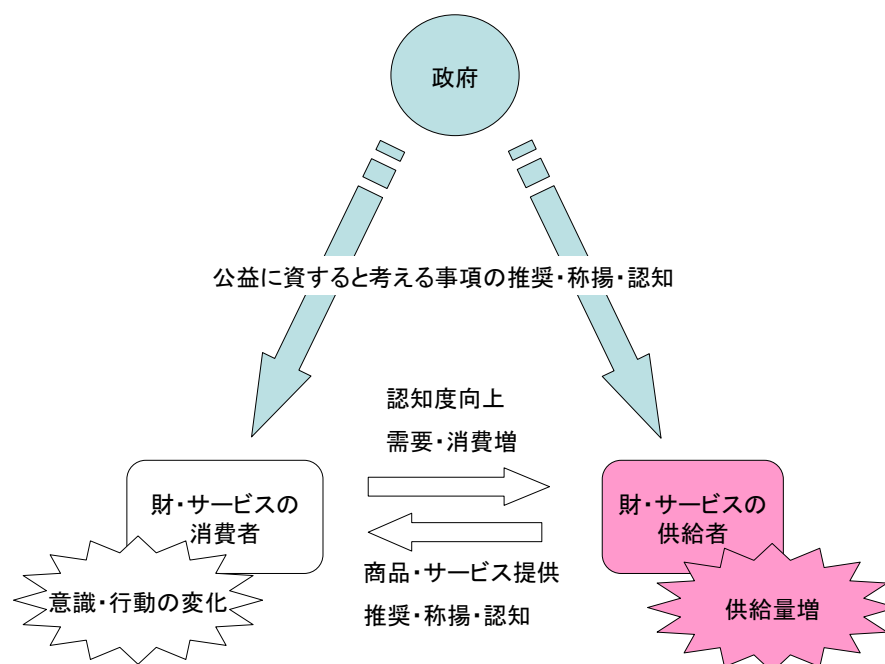 政府
公益に資すると考える事項の推奨・称揚・認知
認知度向上
需要・消費増
財・サービスの
消費者
財・サービスの
供給者
商品・サービス提供
推奨・称揚・認知
意識・行動の変化
供給量増